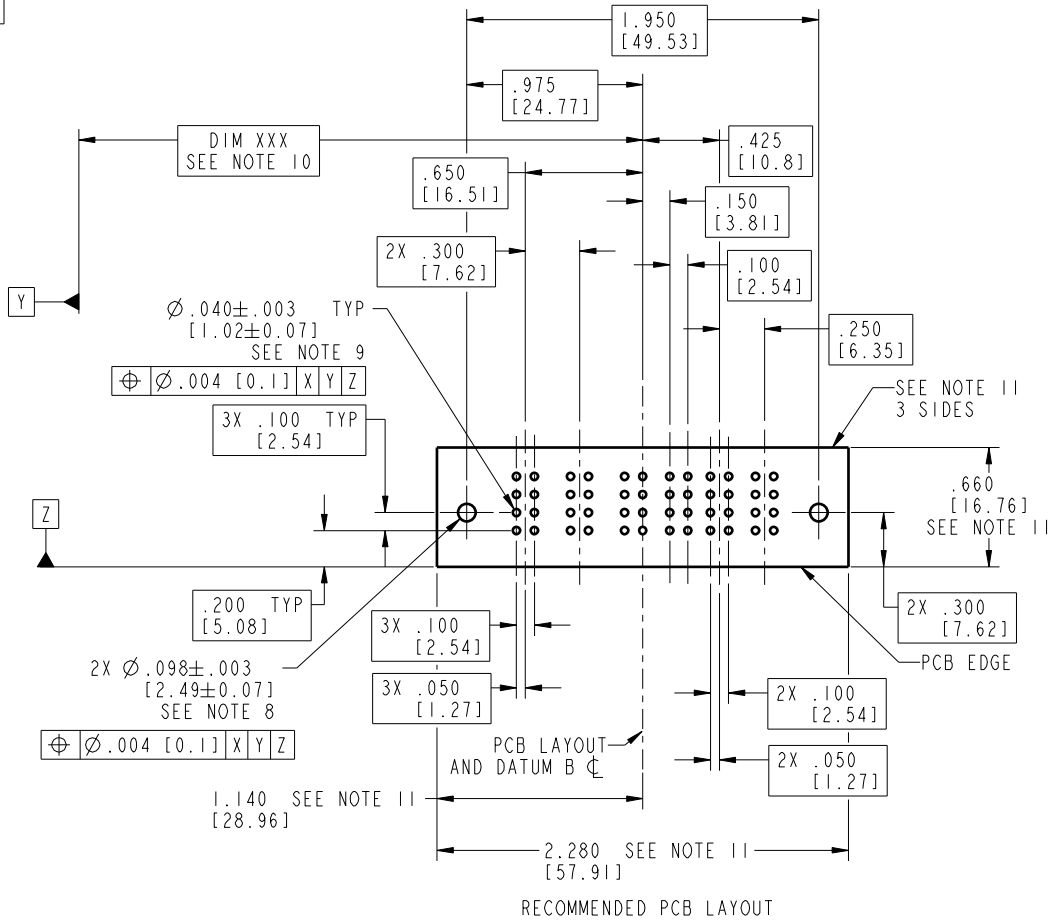 1.950
[49.53]
.975
[24.77]
DIM XXX
SEE NOTE 10
.425
[10.8]
.650
[16.51]
.150
[3.81]
2X .300
[7.62]
.100
[2.54]
Y
Ø.040±.003 TYP
[1.02±0.07]
SEE NOTE 9
⌖ Ø.004 [0.1] X Y Z
.250
[6.35]
SEE NOTE 11
3 SIDES
3X .100 TYP
[2.54]
.660
[16.76]
SEE NOTE 11
Z
.200 TYP
[5.08]
3X .100
[2.54]
2X .300
[7.62]
PCB EDGE
2X Ø.098±.003
[2.49±0.07]
SEE NOTE 8
⌖ Ø.004 [0.1] X Y Z
3X .050
[1.27]
2X .100
[2.54]
PCB LAYOUT
AND DATUM B ℄
2X .050
[1.27]
1.140 SEE NOTE 11
[28.96]
2.280 SEE NOTE 11
[57.91]
RECOMMENDED PCB LAYOUT